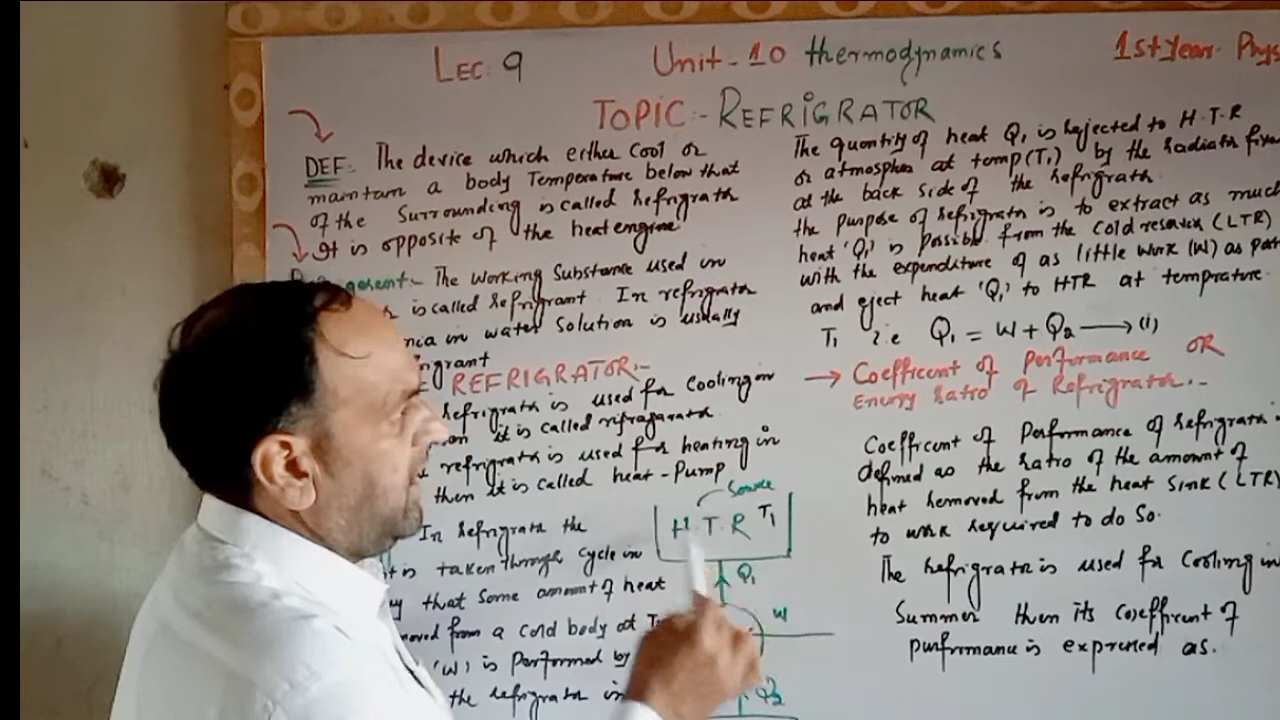 LEC: 9
Unit-10 thermodynamics
1st year Phys
TOPIC:- REFRIGRATOR
DEF: The device which either Cool or
maintam a body Temperature below that
of the Surrounding is called Refrigrator
It is opposite of the heat engine
gerent:- The working Substance used in
is called Refrigrant In refrigrator
nia in water Solution is usually
grant
REFRIGRATOR:-
Refrigrator is used for Cooling in
it is called
refrigrator is used for heating in
then it is called heat-Pump
In Refrigrator the
is taken through cycle in
that Some amount of heat
from a cold body at T
(W) is Performed by
the refrigrator in
Source
H.T.R T1
Q1
W
Q2
The quantity of heat Q1 is Rejected to H.T.R
or atmospher at temp(T1) by the Radiator fixe
at the back side of the Refrigrator
the purpose of Refrigrator is to extract as much
heat 'Q2' is Possible from the Cold (LTR)
with the expenditure of as little work (W) as
and eject heat 'Q1' to HTR at temprature
T1 i.e Q1 = W + Q2 → (i)
→ Coefficent of Performance OR
Energy Ratio of Refrigrator:-
Coefficent of Performance of Refrigrator i
defined as the Ratio of the amount of
heat Removed from the heat Sink (LTR)
to work Required to do So.
The Refrigrator is used for Cooling in
Summer then its Coefficent of
Performance is expressed as.